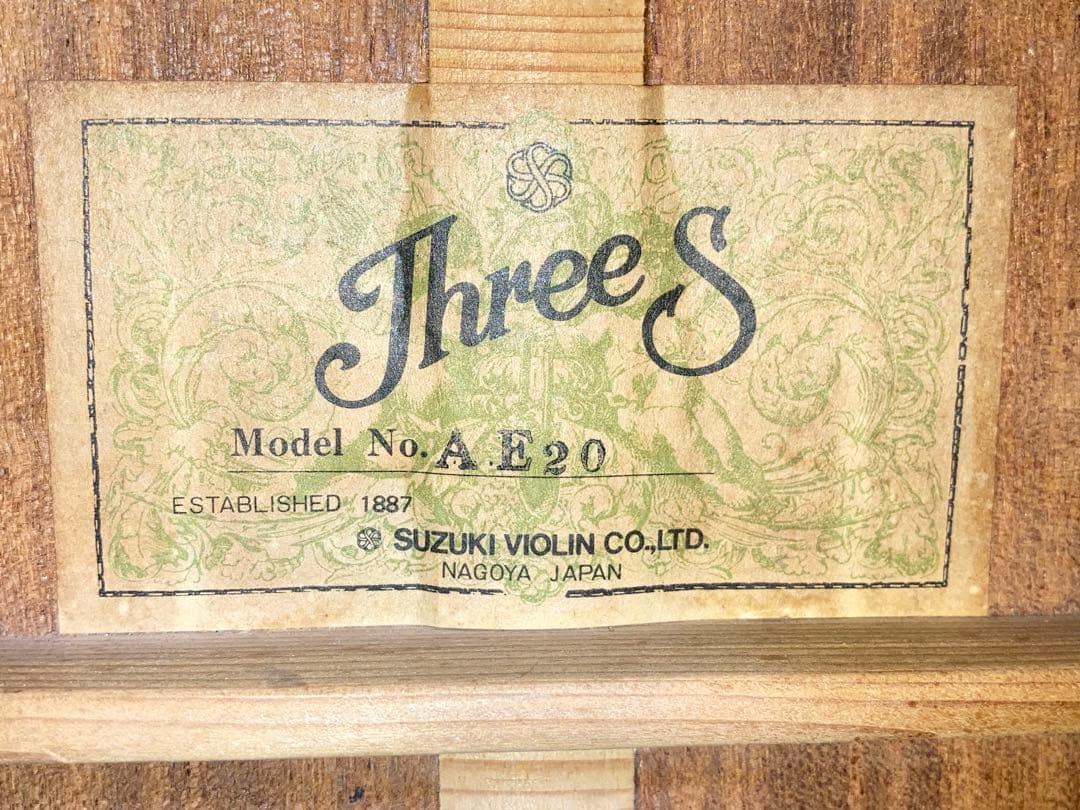 Three S
Model No. A.E20
ESTABLISHED 1887
SUZUKI VIOLIN CO.,LTD.
NAGOYA JAPAN